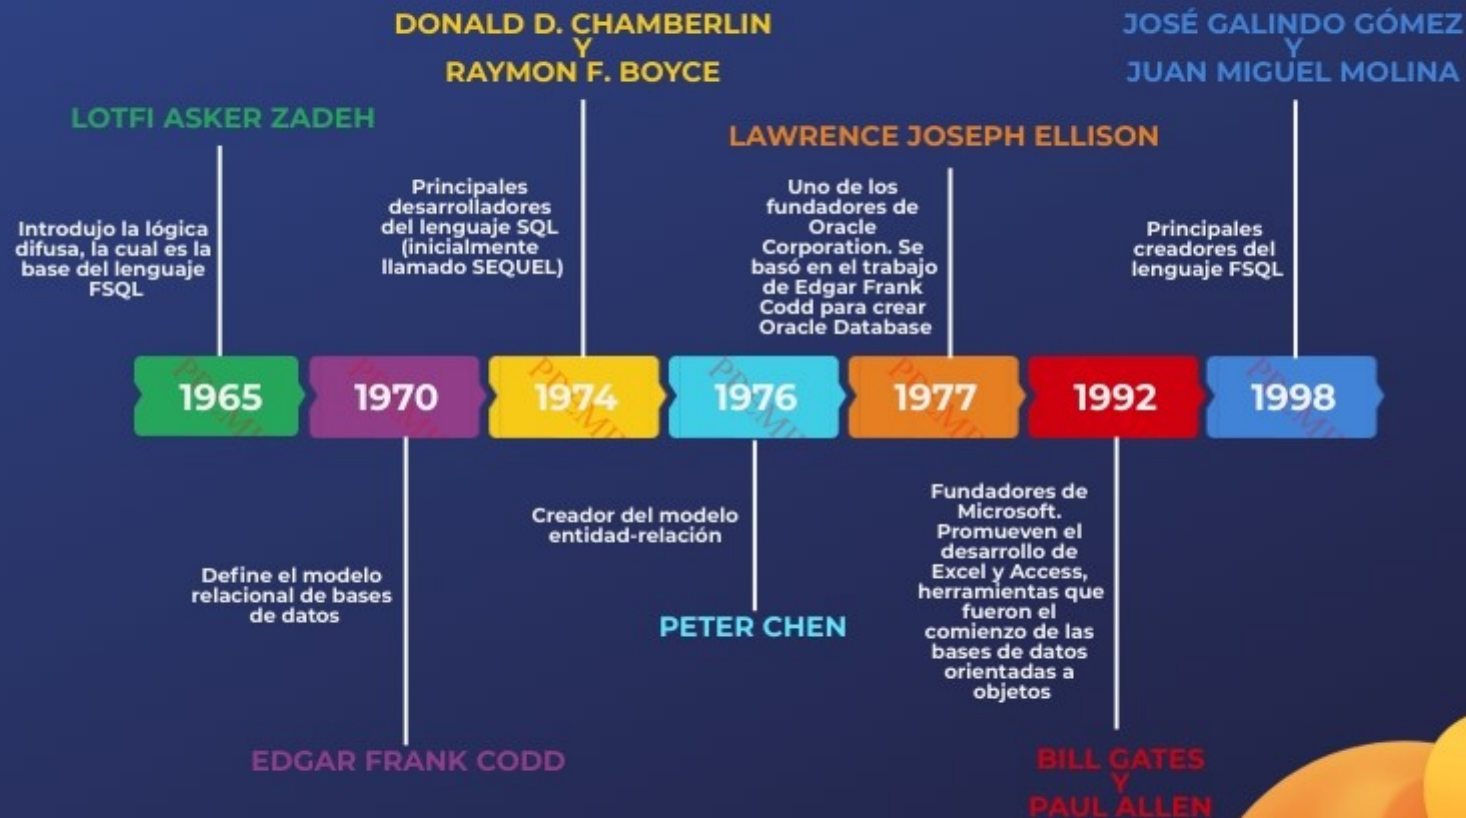 DONALD D. CHAMBERLIN
Y
RAYMON F. BOYCE
JOSÉ GALINDO GÓMEZ
Y
JUAN MIGUEL MOLINA
LOTFI ASKER ZADEH
LAWRENCE JOSEPH ELLISON
Introdujo la lógica
difusa, la cual es la
base del lenguaje
FSQL
Principales
desarrolladores
del lenguaje SQL
(inicialmente
llamado SEQUEL)
Uno de los
fundadores de
Oracle
Corporation. Se
basó en el trabajo
de Edgar Frank
Codd para crear
Oracle Database
Principales
creadores del
lenguaje FSQL
1965
1970
1974
1976
1977
1992
1998
Define el modelo
relacional de bases
de datos
EDGAR FRANK CODD
Creador del modelo
entidad-relación
PETER CHEN
Fundadores de
Microsoft.
Promueven el
desarrollo de
Excel y Access,
herramientas que
fueron el
comienzo de las
bases de datos
orientadas a
objetos
BILL GATES
Y
PAUL ALLEN